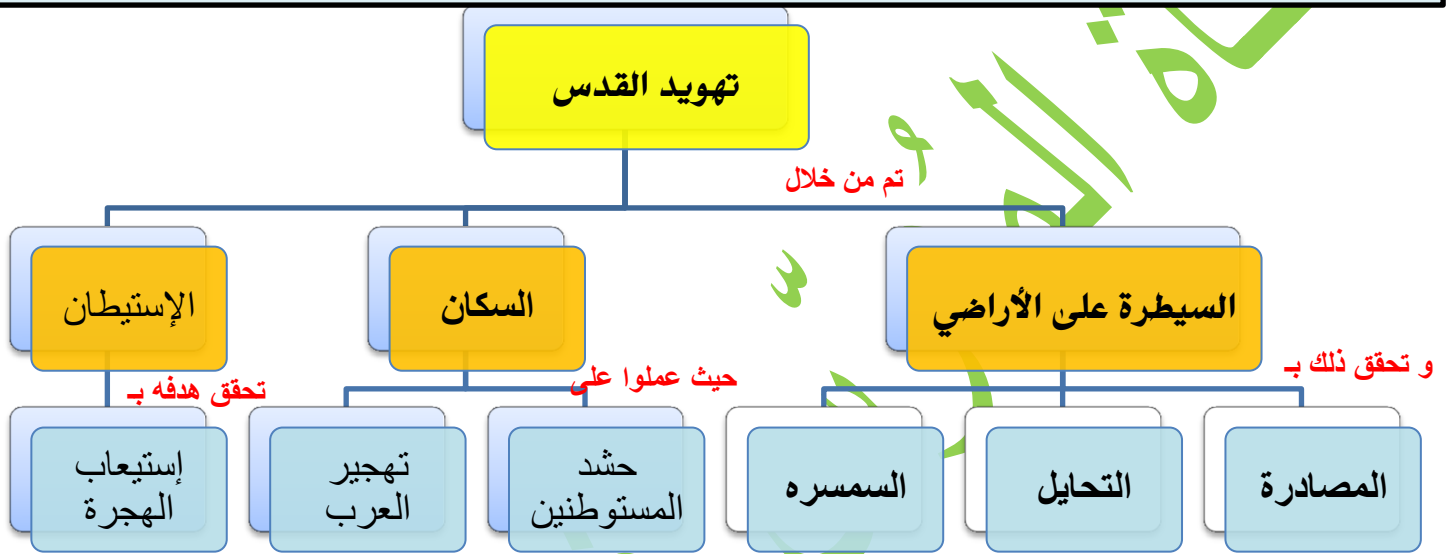 تهويد القدس
تم من خلال
السيطرة على الأراضي
السكان
الإستيطان
و تحقق ذلك بـ
حيث عملوا على
تحقق هدفه بـ
المصادرة
التحايل
السمسره
حشد
المستوطنين
تهجير
العرب
إستيعاب
الهجرة